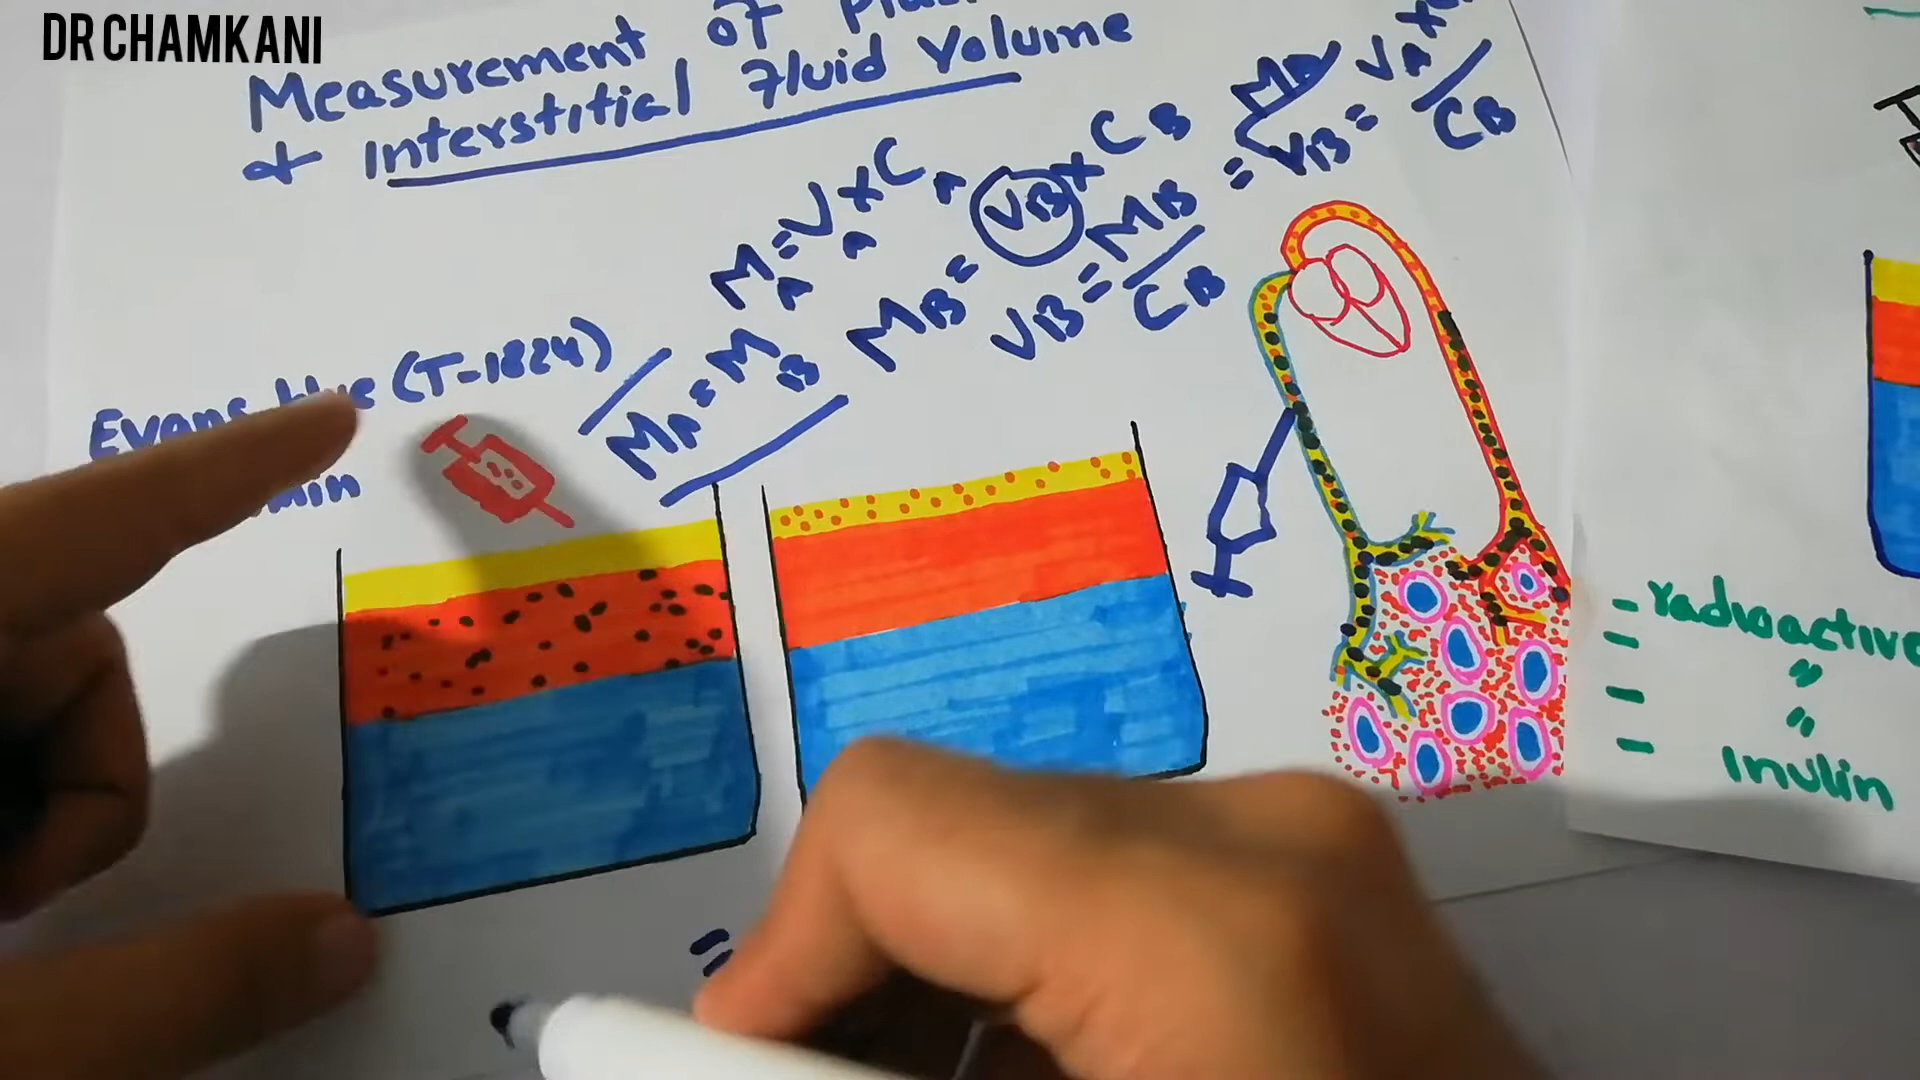 DR CHAMKANI
Measurement of
& Interstitial Fluid Volume
MA = VA x CA
MB = VB x CB
VB = MB / CB
= MB
VB = VA x / CB
MA = MB
Evans (T-1824)
- radioactive
- "
- "
- Inulin
=